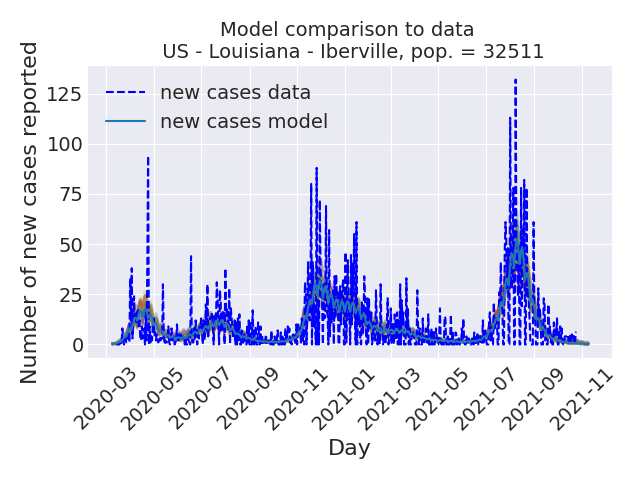 Model comparison to data
US - Louisiana - Iberville, pop. = 32511
Number of new cases reported
125
100
75
50
25
0
new cases data
new cases model
2020-03
2020-05
2020-07
2020-09
2020-11
2021-01
2021-03
2021-05
2021-07
2021-09
2021-11
Day